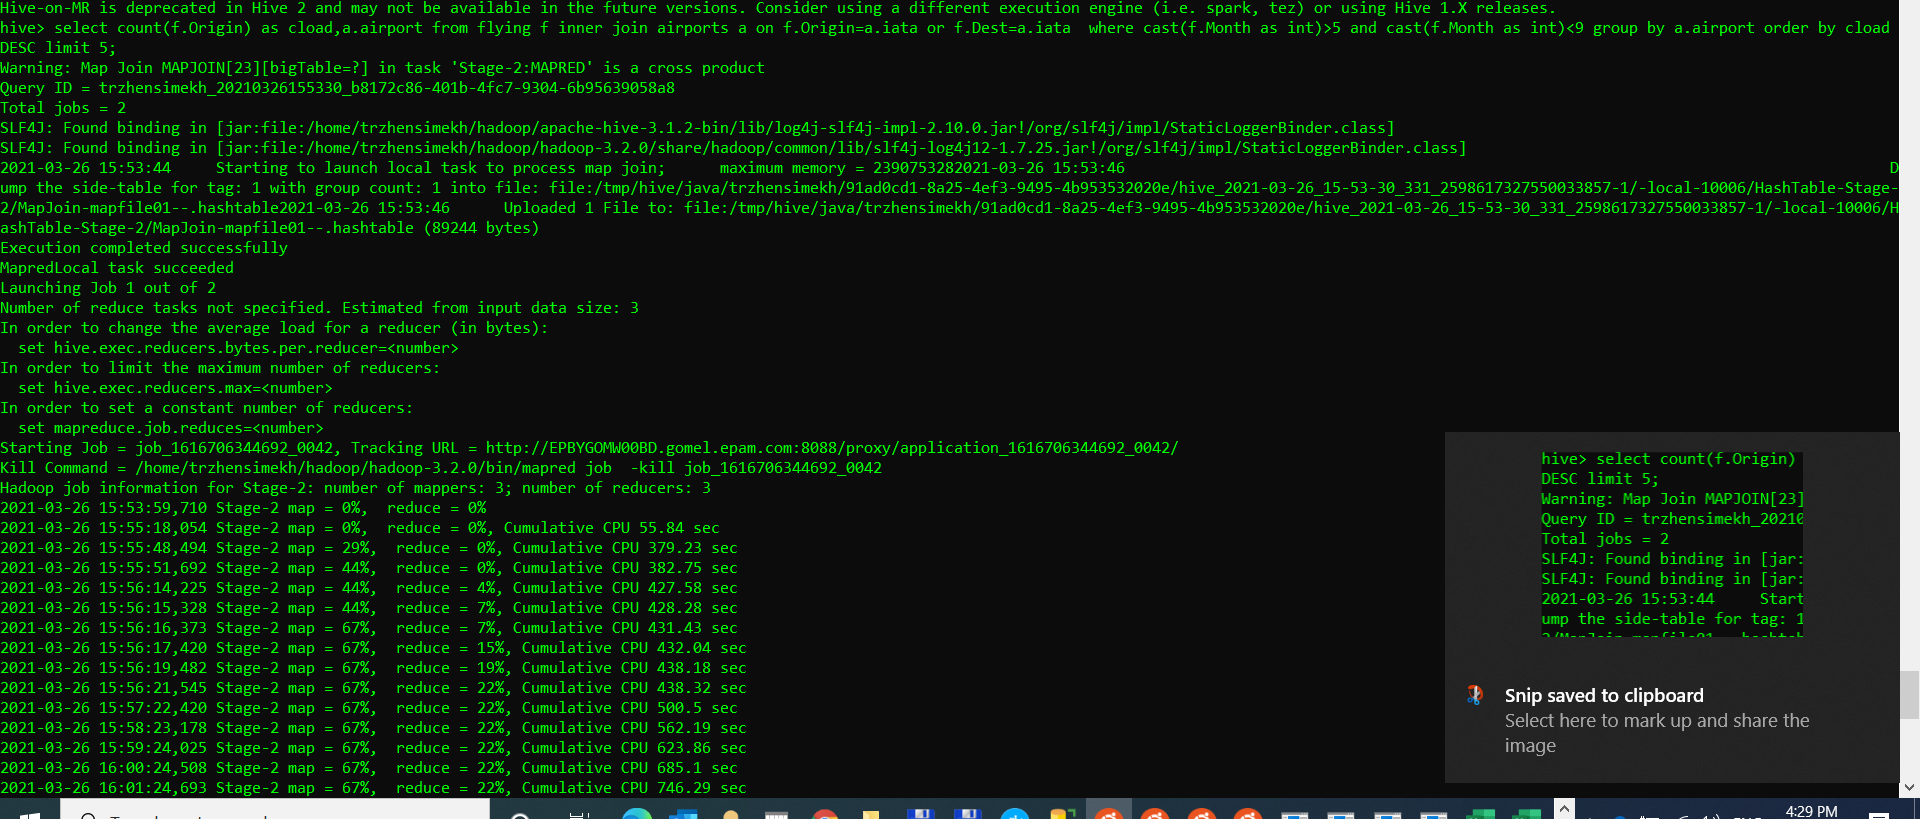 Hive-on-MR is deprecated in Hive 2 and may not be available in the future versions. Consider using a different execution engine (i.e. spark, tez) or using Hive 1.X releases.
hive> select count(f.Origin) as cload,a.airport from flying f inner join airports a on f.Origin=a.iata or f.Dest=a.iata  where cast(f.Month as int)>5 and cast(f.Month as int)<9 group by a.airport order by cload
DESC limit 5;
Warning: Map Join MAPJOIN[23][bigTable=?] in task 'Stage-2:MAPRED' is a cross product
Query ID = trzhensimekh_20210326155330_b8172c86-401b-4fc7-9304-6b95639058a8
Total jobs = 2
SLF4J: Found binding in [jar:file:/home/trzhensimekh/hadoop/apache-hive-3.1.2-bin/lib/log4j-slf4j-impl-2.10.0.jar!/org/slf4j/impl/StaticLoggerBinder.class]
SLF4J: Found binding in [jar:file:/home/trzhensimekh/hadoop/hadoop-3.2.0/share/hadoop/common/lib/slf4j-log4j12-1.7.25.jar!/org/slf4j/impl/StaticLoggerBinder.class]
2021-03-26 15:53:44     Starting to launch local task to process map join;      maximum memory = 2390753282021-03-26 15:53:46     D
ump the side-table for tag: 1 with group count: 1 into file: file:/tmp/hive/java/trzhensimekh/91ad0cd1-8a25-4ef3-9495-4b953532020e/hive_2021-03-26_15-53-30_331_2598617327550033857-1/-local-10006/HashTable-Stage-
2/MapJoin-mapfile01--.hashtable2021-03-26 15:53:46      Uploaded 1 File to: file:/tmp/hive/java/trzhensimekh/91ad0cd1-8a25-4ef3-9495-4b953532020e/hive_2021-03-26_15-53-30_331_2598617327550033857-1/-local-10006/H
ashTable-Stage-2/MapJoin-mapfile01--.hashtable (89244 bytes)
Execution completed successfully
MapredLocal task succeeded
Launching Job 1 out of 2
Number of reduce tasks not specified. Estimated from input data size: 3
In order to change the average load for a reducer (in bytes):
  set hive.exec.reducers.bytes.per.reducer=<number>
In order to limit the maximum number of reducers:
  set hive.exec.reducers.max=<number>
In order to set a constant number of reducers:
  set mapreduce.job.reduces=<number>
Starting Job = job_1616706344692_0042, Tracking URL = http://EPBYGOMW00BD.gomel.epam.com:8088/proxy/application_1616706344692_0042/
Kill Command = /home/trzhensimekh/hadoop/hadoop-3.2.0/bin/mapred job  -kill job_1616706344692_0042
Hadoop job information for Stage-2: number of mappers: 3; number of reducers: 3
2021-03-26 15:53:59,710 Stage-2 map = 0%,  reduce = 0%
2021-03-26 15:55:18,054 Stage-2 map = 0%,  reduce = 0%, Cumulative CPU 55.84 sec
2021-03-26 15:55:48,494 Stage-2 map = 29%,  reduce = 0%, Cumulative CPU 379.23 sec
2021-03-26 15:55:51,692 Stage-2 map = 44%,  reduce = 0%, Cumulative CPU 382.75 sec
2021-03-26 15:56:14,225 Stage-2 map = 44%,  reduce = 4%, Cumulative CPU 427.58 sec
2021-03-26 15:56:15,328 Stage-2 map = 44%,  reduce = 7%, Cumulative CPU 428.28 sec
2021-03-26 15:56:16,373 Stage-2 map = 67%,  reduce = 7%, Cumulative CPU 431.43 sec
2021-03-26 15:56:17,420 Stage-2 map = 67%,  reduce = 15%, Cumulative CPU 432.04 sec
2021-03-26 15:56:19,482 Stage-2 map = 67%,  reduce = 19%, Cumulative CPU 438.18 sec
2021-03-26 15:56:21,545 Stage-2 map = 67%,  reduce = 22%, Cumulative CPU 438.32 sec
2021-03-26 15:57:22,420 Stage-2 map = 67%,  reduce = 22%, Cumulative CPU 500.5 sec
2021-03-26 15:58:23,178 Stage-2 map = 67%,  reduce = 22%, Cumulative CPU 562.19 sec
2021-03-26 15:59:24,025 Stage-2 map = 67%,  reduce = 22%, Cumulative CPU 623.86 sec
2021-03-26 16:00:24,508 Stage-2 map = 67%,  reduce = 22%, Cumulative CPU 685.1 sec
2021-03-26 16:01:24,693 Stage-2 map = 67%,  reduce = 22%, Cumulative CPU 746.29 sec
hive> select count(f.Origin)
DESC limit 5;
Warning: Map Join MAPJOIN[23]
Query ID = trzhensimekh_20210
Total jobs = 2
SLF4J: Found binding in [jar:
SLF4J: Found binding in [jar:
2021-03-26 15:53:44     Start
ump the side-table for tag: 1
Snip saved to clipboard
Select here to mark up and share the
image
4:29 PM